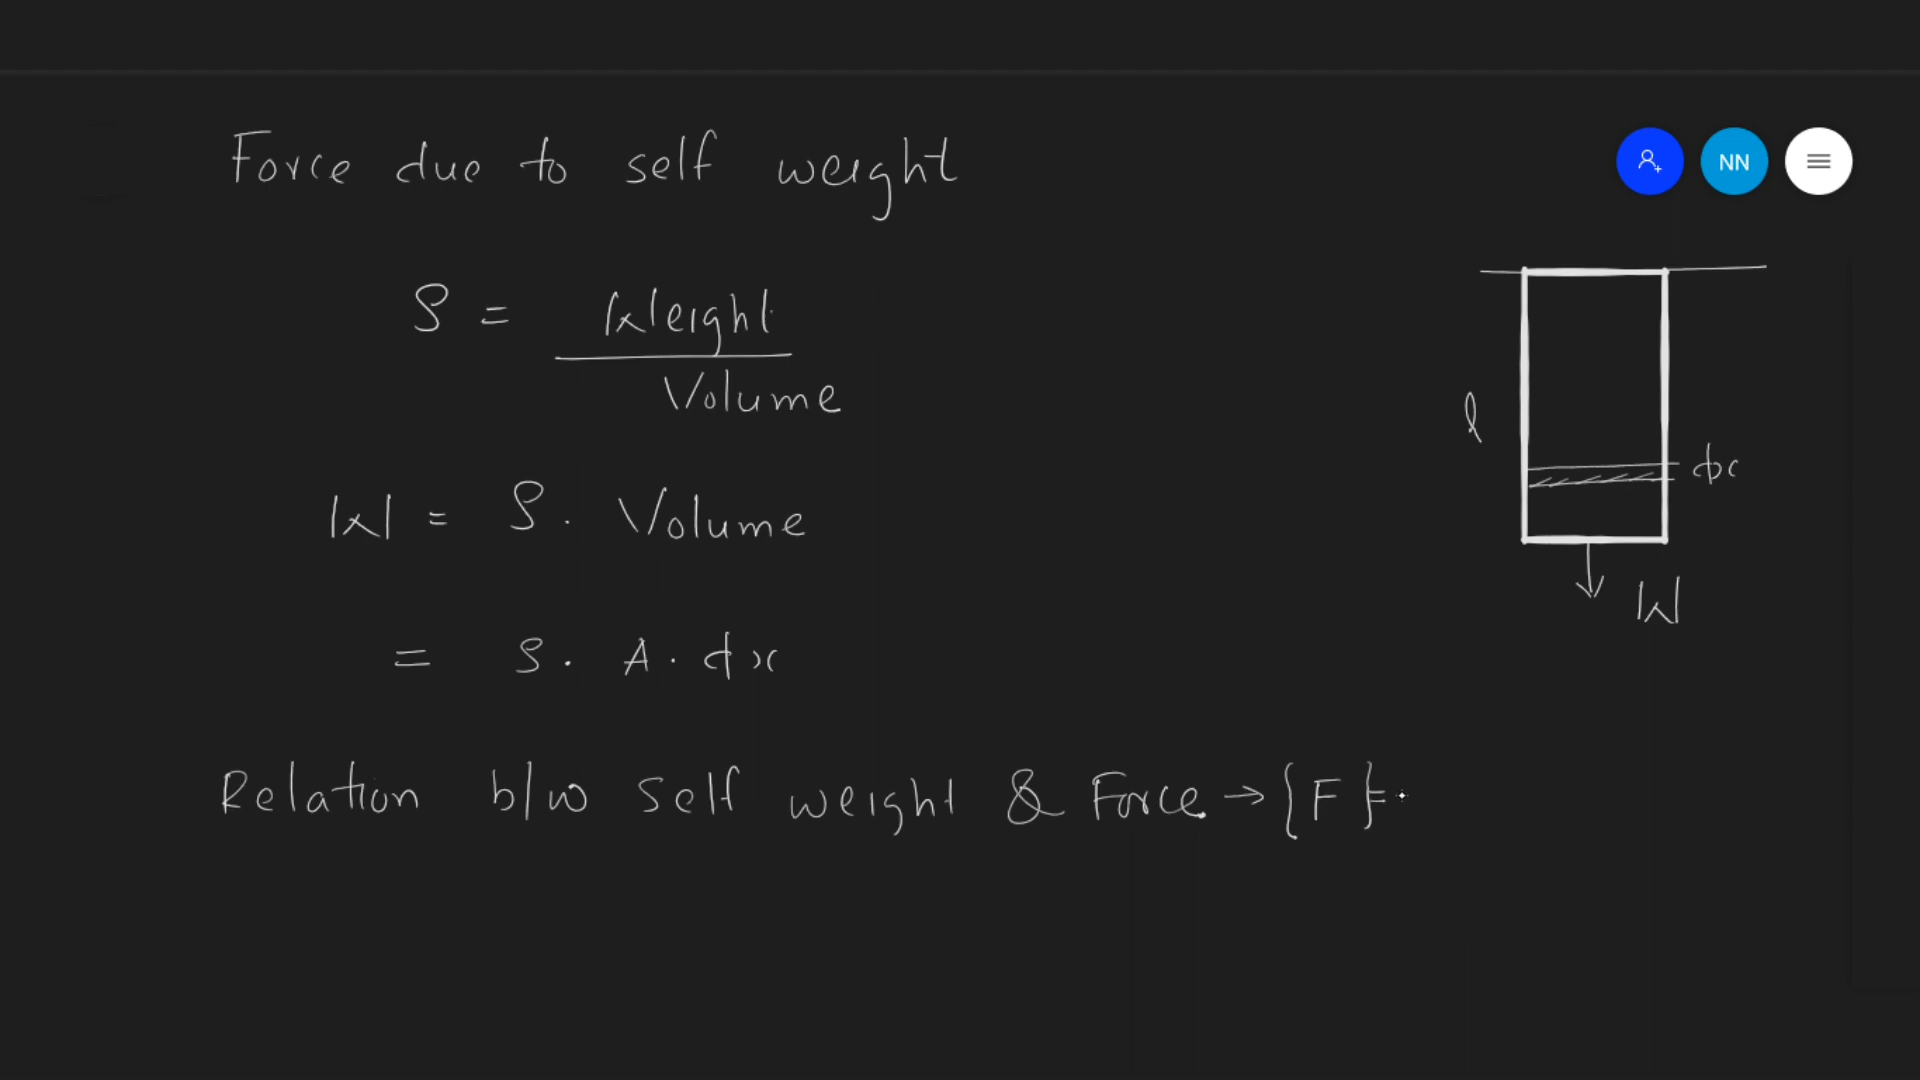 Force due to self weight
NN
ρ = Weight
Volume
l
dx
W = ρ . Volume
W
= ρ . A . dx
Relation b/w self weight & Force → {F} =